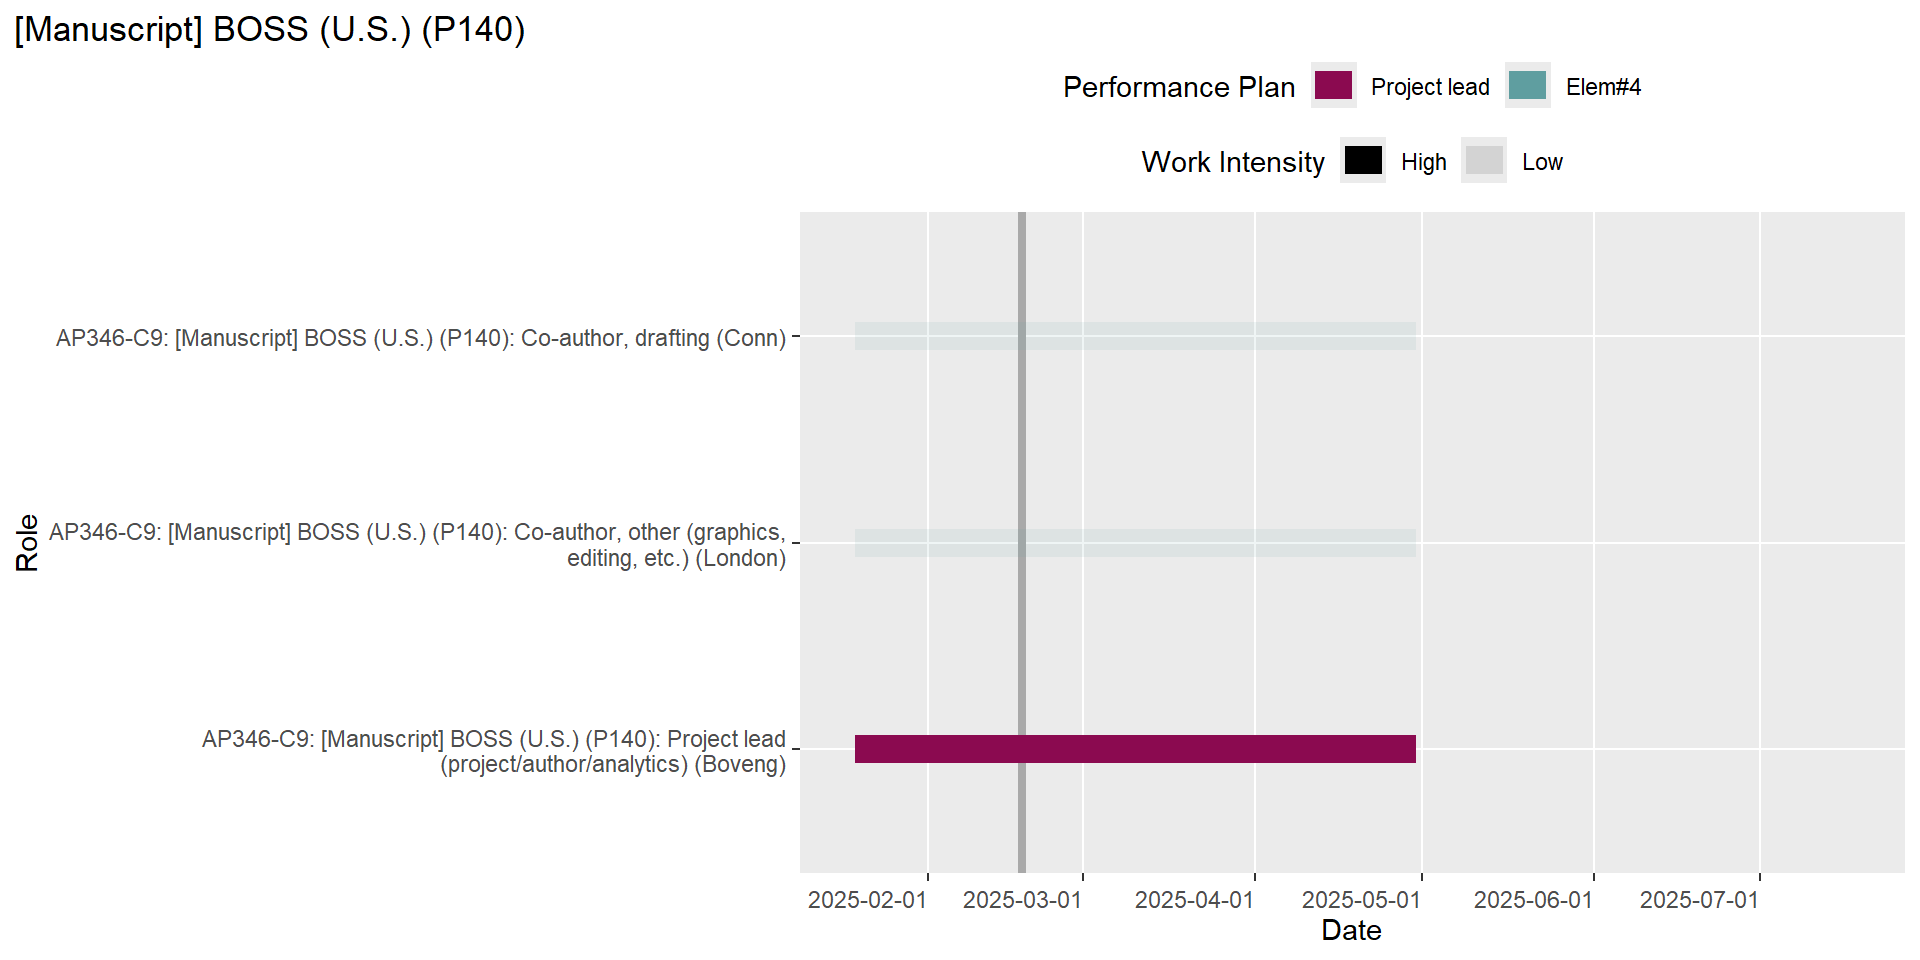 [Manuscript] BOSS (U.S.) (P140)
Performance Plan Project lead Elem#4
Work Intensity High Low
Role
AP346-C9: [Manuscript] BOSS (U.S.) (P140): Co-author, drafting (Conn)
AP346-C9: [Manuscript] BOSS (U.S.) (P140): Co-author, other (graphics,
editing, etc.) (London)
AP346-C9: [Manuscript] BOSS (U.S.) (P140): Project lead
(project/author/analytics) (Boveng)
2025-02-01 2025-03-01 2025-04-01 2025-05-01 2025-06-01 2025-07-01
Date